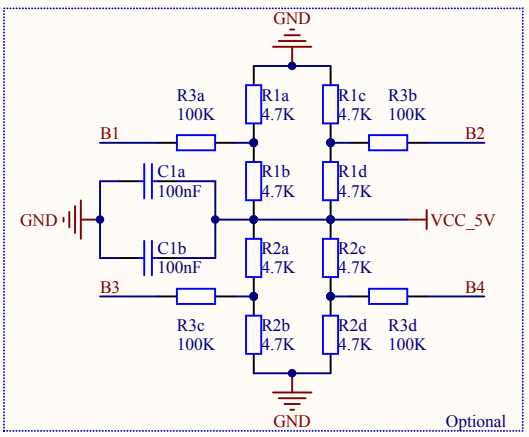 GND
R3a
R1a
R1c
R3b
100K
4.7K
4.7K
100K
B1
B2
C1a
R1b
R1d
100nF
4.7K
4.7K
GND
VCC_5V
C1b
R2a
R2c
100nF
4.7K
4.7K
B3
B4
R3c
R2b
R2d
R3d
100K
4.7K
4.7K
100K
GND
Optional